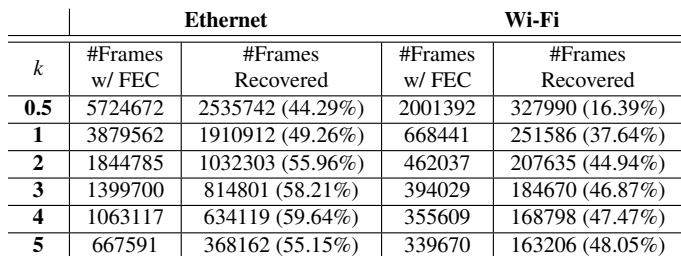 Ethernet Wi-Fi
k #Frames w/ FEC #Frames Recovered #Frames w/ FEC #Frames Recovered
0.5 5724672 2535742 (44.29%) 2001392 327990 (16.39%)
1 3879562 1910912 (49.26%) 668441 251586 (37.64%)
2 1844785 1032303 (55.96%) 462037 207635 (44.94%)
3 1399700 814801 (58.21%) 394029 184670 (46.87%)
4 1063117 634119 (59.64%) 355609 168798 (47.47%)
5 667591 368162 (55.15%) 339670 163206 (48.05%)